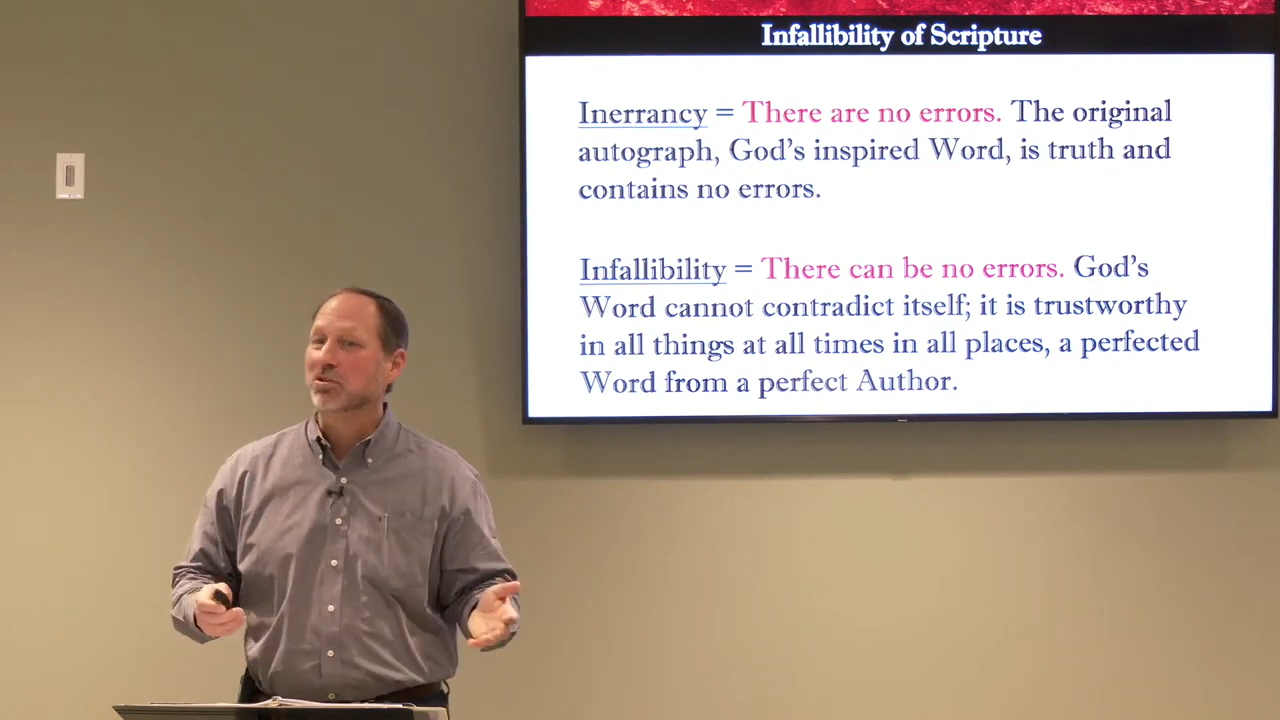 Infallibility of Scripture
Inerrancy = There are no errors. The original
autograph, God's inspired Word, is truth and
contains no errors.
Infallibility = There can be no errors. God's
Word cannot contradict itself; it is trustworthy
in all things at all times in all places, a perfected
Word from a perfect Author.